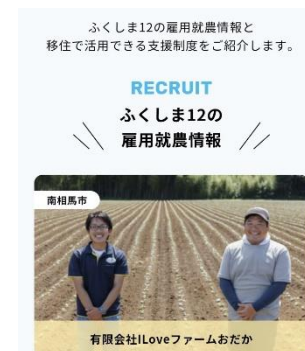 ふくしま12の雇用就農情報と
移住で活用できる支援制度をご紹介します。
RECRUIT
ふくしま12の
雇用就農情報
南相馬市
有限会社ILoveファームおだか